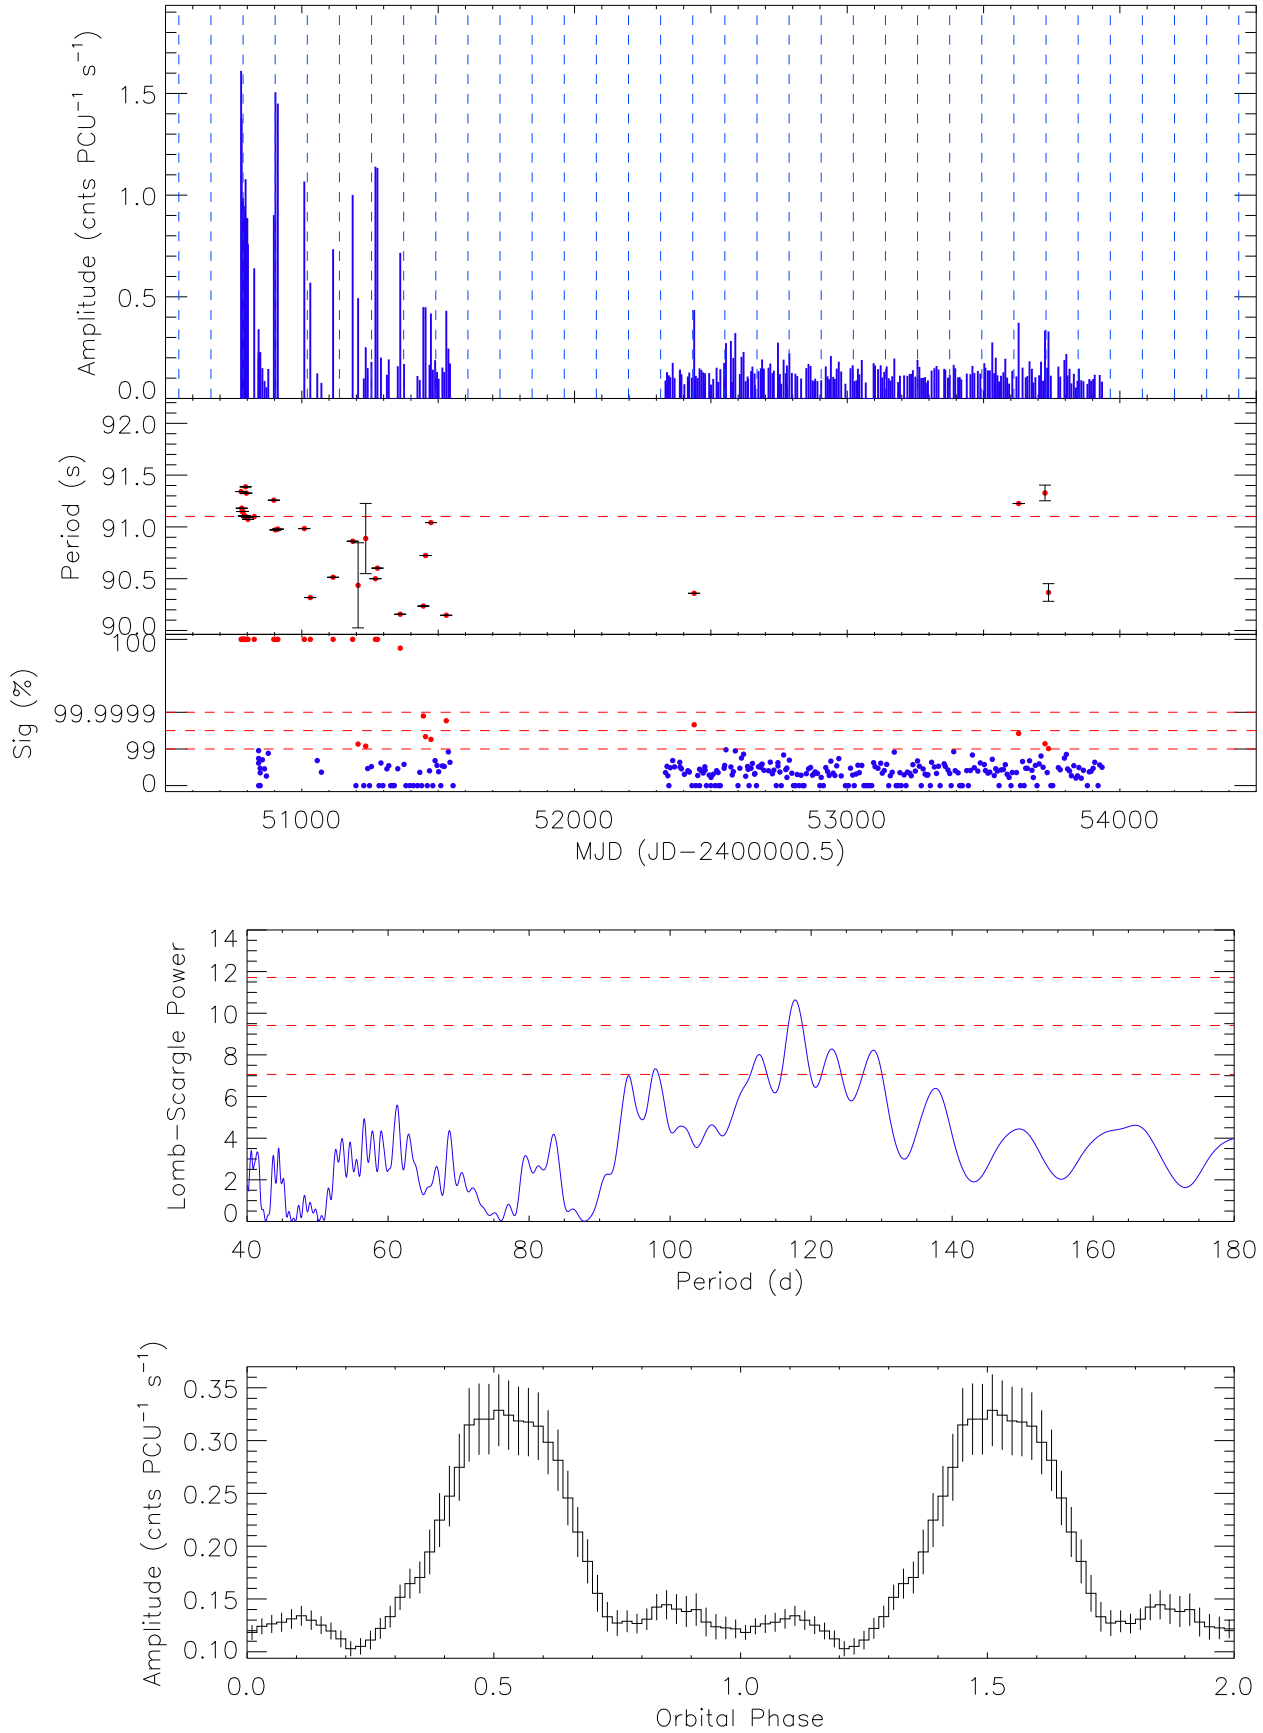 Amplitude (cnts PCU⁻¹ s⁻¹)
1.5
1.0
0.5
0.0
Period (s)
92.0
91.5
91.0
90.5
90.0
Sig (%)
100
99.9999
99
0
51000 52000 53000 54000
MJD (JD−2400000.5)
Lomb−Scargle Power
14
12
10
8
6
4
2
0
40 60 80 100 120 140 160 180
Period (d)
Amplitude (cnts PCU⁻¹ s⁻¹)
0.35
0.30
0.25
0.20
0.15
0.10
0.0 0.5 1.0 1.5 2.0
Orbital Phase